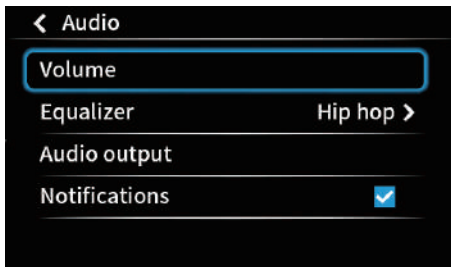 Audio
Volume
Equalizer Hip hop
Audio output
Notifications